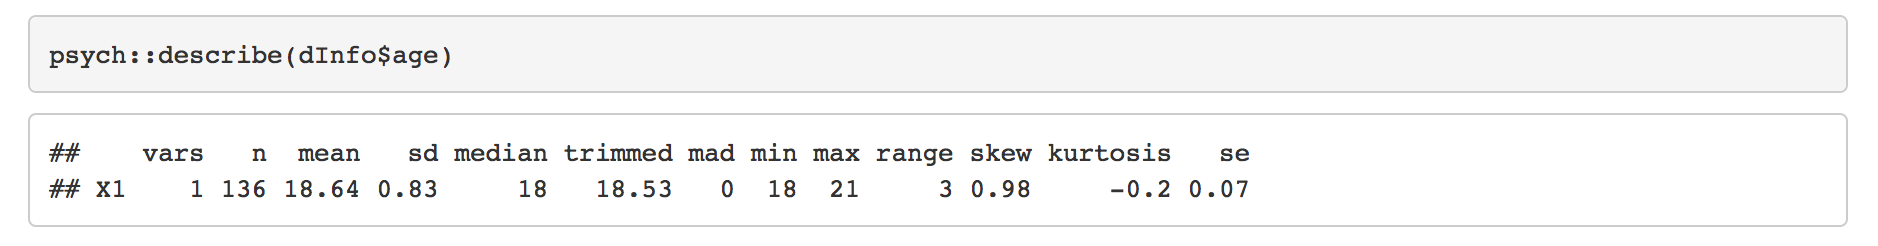 psych::describe(dInfo$age)
##    vars   n  mean   sd median trimmed mad min max range skew kurtosis   se
## X1    1 136 18.64 0.83     18   18.53   0  18  21     3 0.98     -0.2 0.07